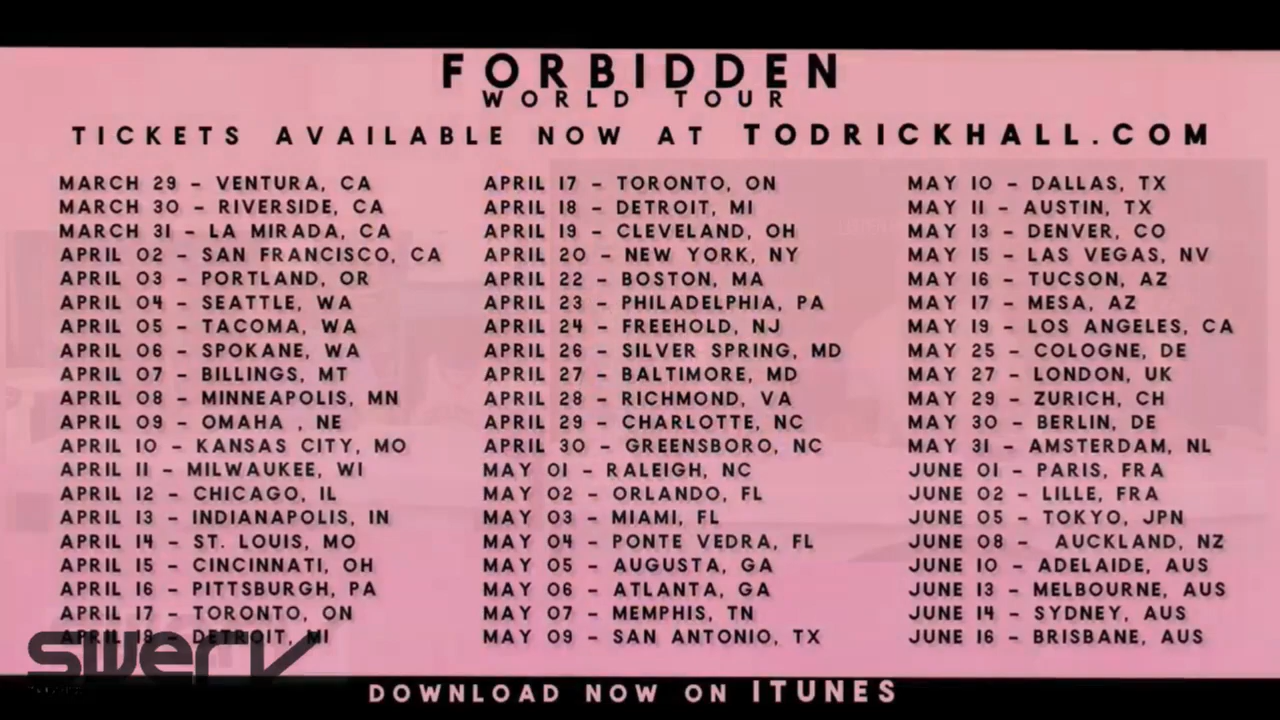 FORBIDDEN
WORLD TOUR
TICKETS AVAILABLE NOW AT TODRICKHALL.COM
MARCH 29 - VENTURA, CA
MARCH 30 - RIVERSIDE, CA
MARCH 31 - LA MIRADA, CA
APRIL 02 - SAN FRANCISCO, CA
APRIL 03 - PORTLAND, OR
APRIL 04 - SEATTLE, WA
APRIL 05 - TACOMA, WA
APRIL 06 - SPOKANE, WA
APRIL 07 - BILLINGS, MT
APRIL 08 - MINNEAPOLIS, MN
APRIL 09 - OMAHA , NE
APRIL 10 - KANSAS CITY, MO
APRIL 11 - MILWAUKEE, WI
APRIL 12 - CHICAGO, IL
APRIL 13 - INDIANAPOLIS, IN
APRIL 14 - ST. LOUIS, MO
APRIL 15 - CINCINNATI, OH
APRIL 16 - PITTSBURGH, PA
APRIL 17 - TORONTO, ON
APRIL 18 - DETROIT, MI
APRIL 17 - TORONTO, ON
APRIL 18 - DETROIT, MI
APRIL 19 - CLEVELAND, OH
APRIL 20 - NEW YORK, NY
APRIL 22 - BOSTON, MA
APRIL 23 - PHILADELPHIA, PA
APRIL 24 - FREEHOLD, NJ
APRIL 26 - SILVER SPRING, MD
APRIL 27 - BALTIMORE, MD
APRIL 28 - RICHMOND, VA
APRIL 29 - CHARLOTTE, NC
APRIL 30 - GREENSBORO, NC
MAY 01 - RALEIGH, NC
MAY 02 - ORLANDO, FL
MAY 03 - MIAMI, FL
MAY 04 - PONTE VEDRA, FL
MAY 05 - AUGUSTA, GA
MAY 06 - ATLANTA, GA
MAY 07 - MEMPHIS, TN
MAY 09 - SAN ANTONIO, TX
MAY 10 - DALLAS, TX
MAY 11 - AUSTIN, TX
MAY 13 - DENVER, CO
MAY 15 - LAS VEGAS, NV
MAY 16 - TUCSON, AZ
MAY 17 - MESA, AZ
MAY 19 - LOS ANGELES, CA
MAY 25 - COLOGNE, DE
MAY 27 - LONDON, UK
MAY 29 - ZURICH, CH
MAY 30 - BERLIN, DE
MAY 31 - AMSTERDAM, NL
JUNE 01 - PARIS, FRA
JUNE 02 - LILLE, FRA
JUNE 05 - TOKYO, JPN
JUNE 08 - AUCKLAND, NZ
JUNE 10 - ADELAIDE, AUS
JUNE 13 - MELBOURNE, AUS
JUNE 14 - SYDNEY, AUS
JUNE 16 - BRISBANE, AUS
swerv
DOWNLOAD NOW ON ITUNES